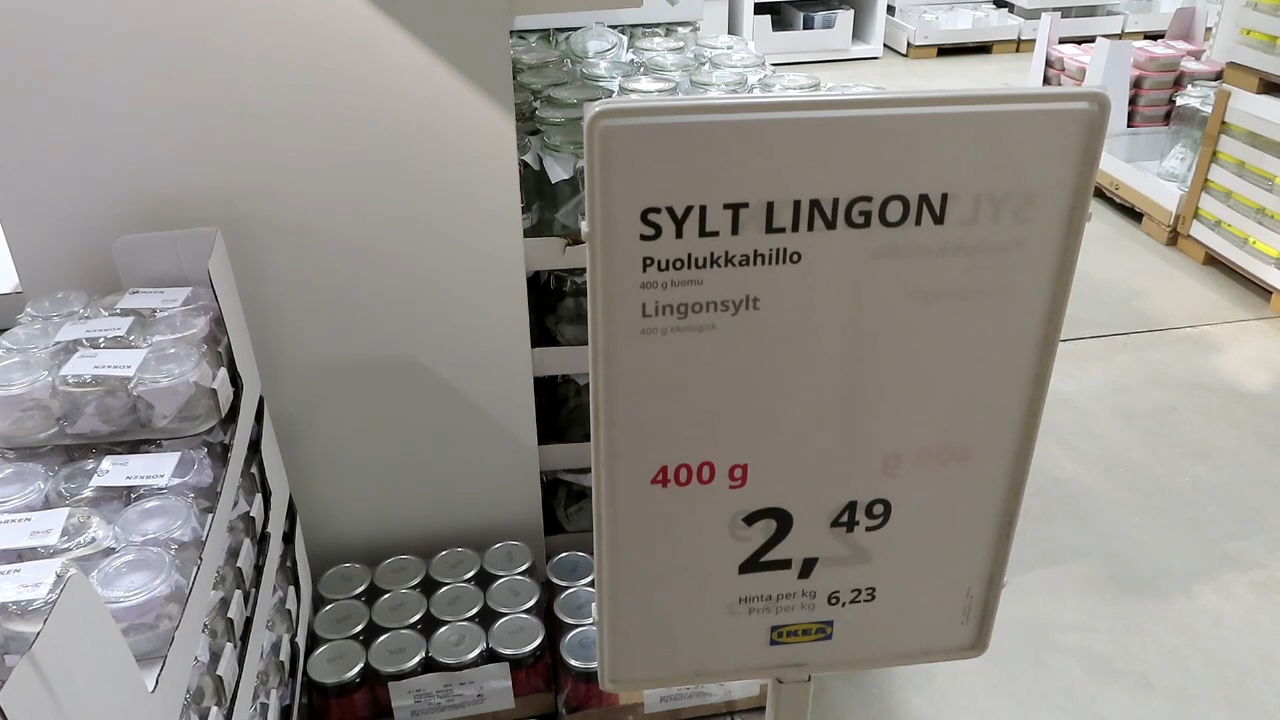 SYLT LINGON
Puolukkahillo
400 g luomu
Lingonsylt
400 g ekologisk
400 g
2,49
Hinta per kg 6,23
Pris per kg
IKEA
KORKEN
KORKEN
KORKEN